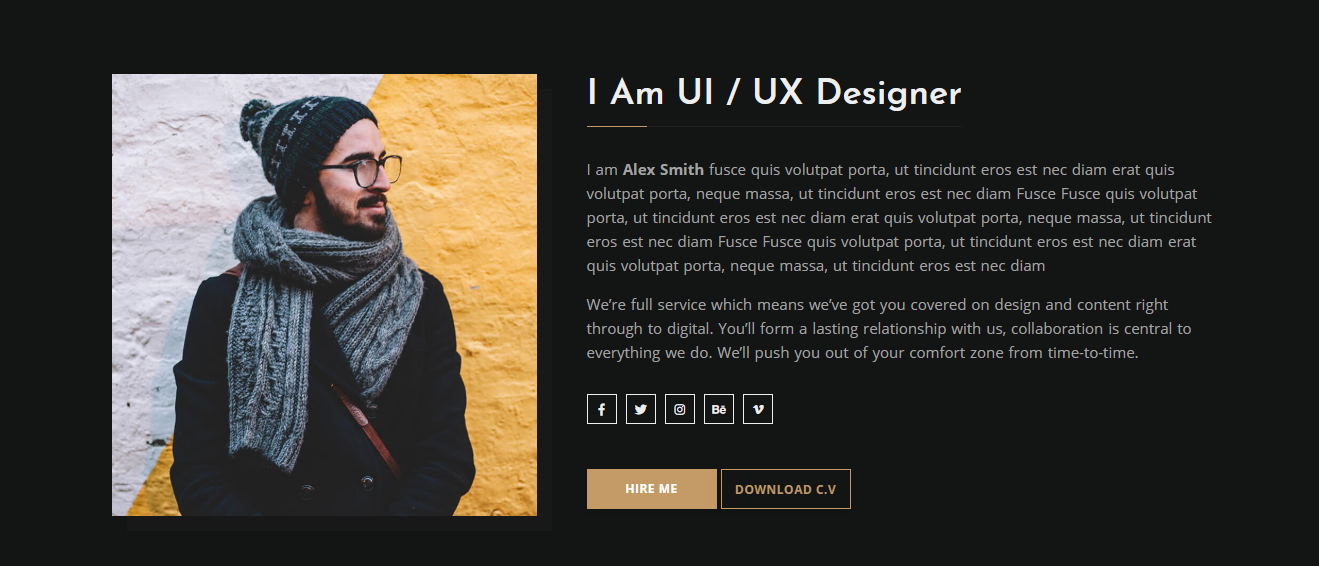 I Am UI / UX Designer
I am Alex Smith fusce quis volutpat porta, ut tincidunt eros est nec diam erat quis
volutpat porta, neque massa, ut tincidunt eros est nec diam Fusce Fusce quis volutpat
porta, ut tincidunt eros est nec diam erat quis volutpat porta, neque massa, ut tincidunt
eros est nec diam Fusce Fusce quis volutpat porta, ut tincidunt eros est nec diam erat
quis volutpat porta, neque massa, ut tincidunt eros est nec diam
We’re full service which means we’ve got you covered on design and content right
through to digital. You’ll form a lasting relationship with us, collaboration is central to
everything we do. We’ll push you out of your comfort zone from time-to-time.
HIRE ME DOWNLOAD C.V